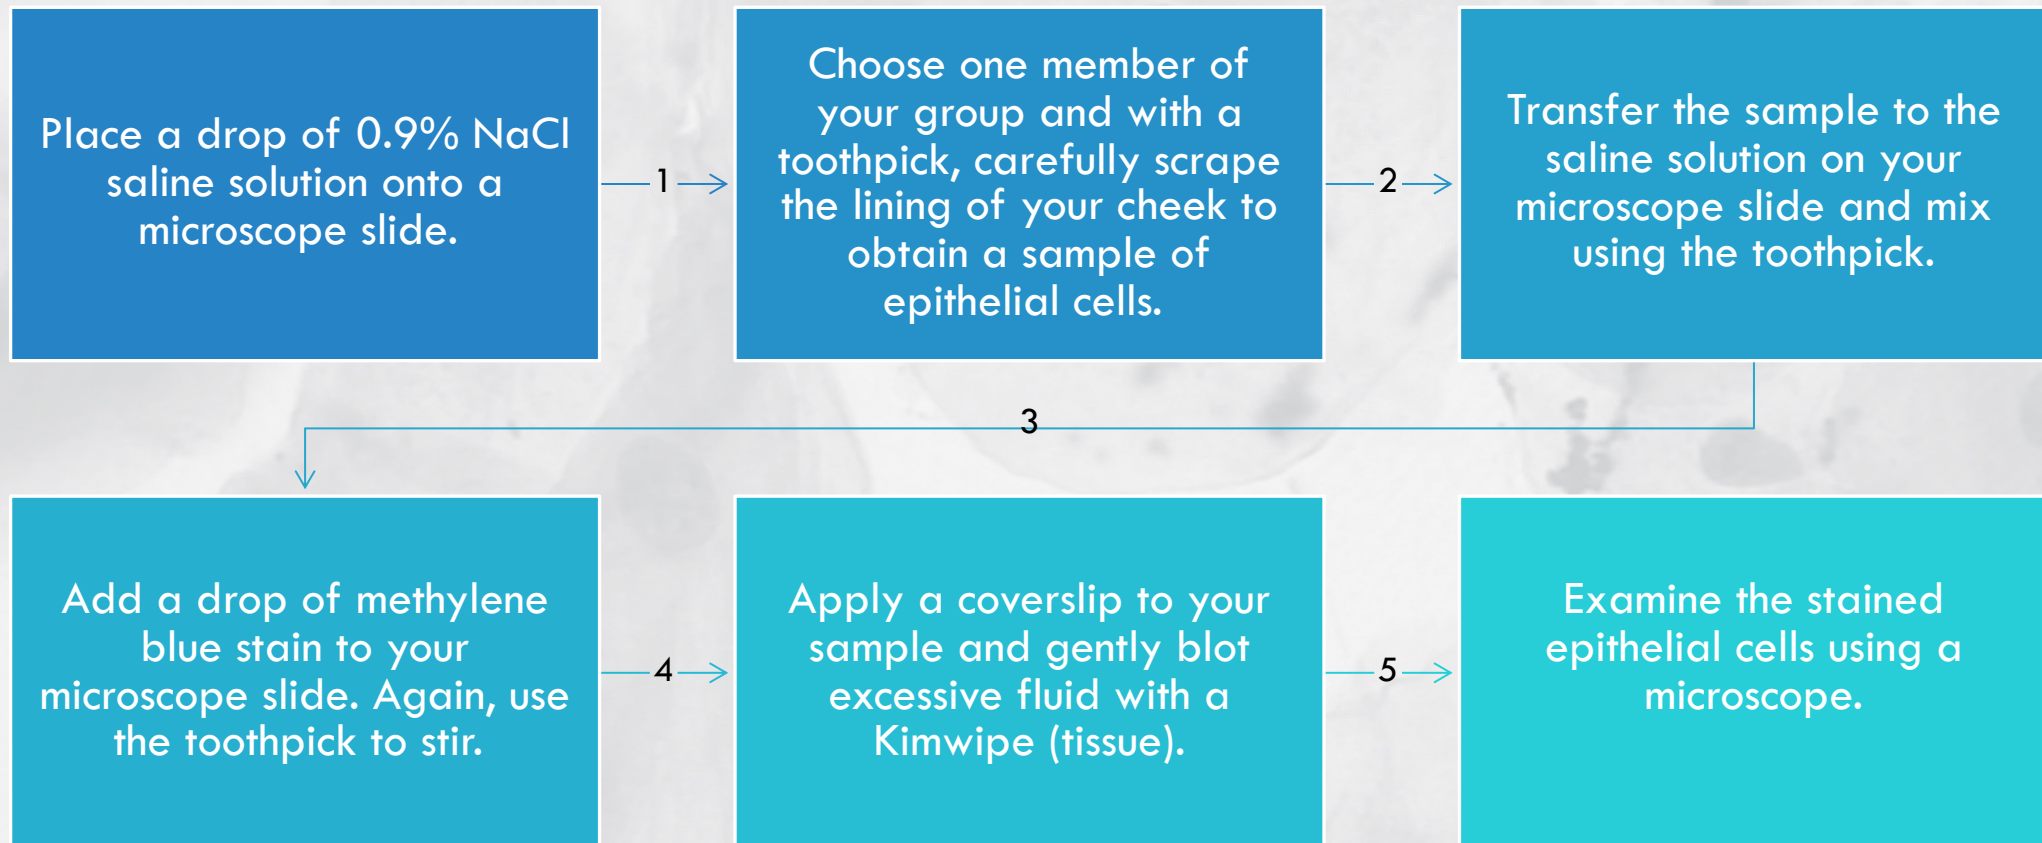 Place a drop of 0.9% NaCl
saline solution onto a
microscope slide.
1
Choose one member of
your group and with a
toothpick, carefully scrape
the lining of your cheek to
obtain a sample of
epithelial cells.
2
Transfer the sample to the
saline solution on your
microscope slide and mix
using the toothpick.
3
Add a drop of methylene
blue stain to your
microscope slide. Again, use
the toothpick to stir.
4
Apply a coverslip to your
sample and gently blot
excessive fluid with a
Kimwipe (tissue).
5
Examine the stained
epithelial cells using a
microscope.